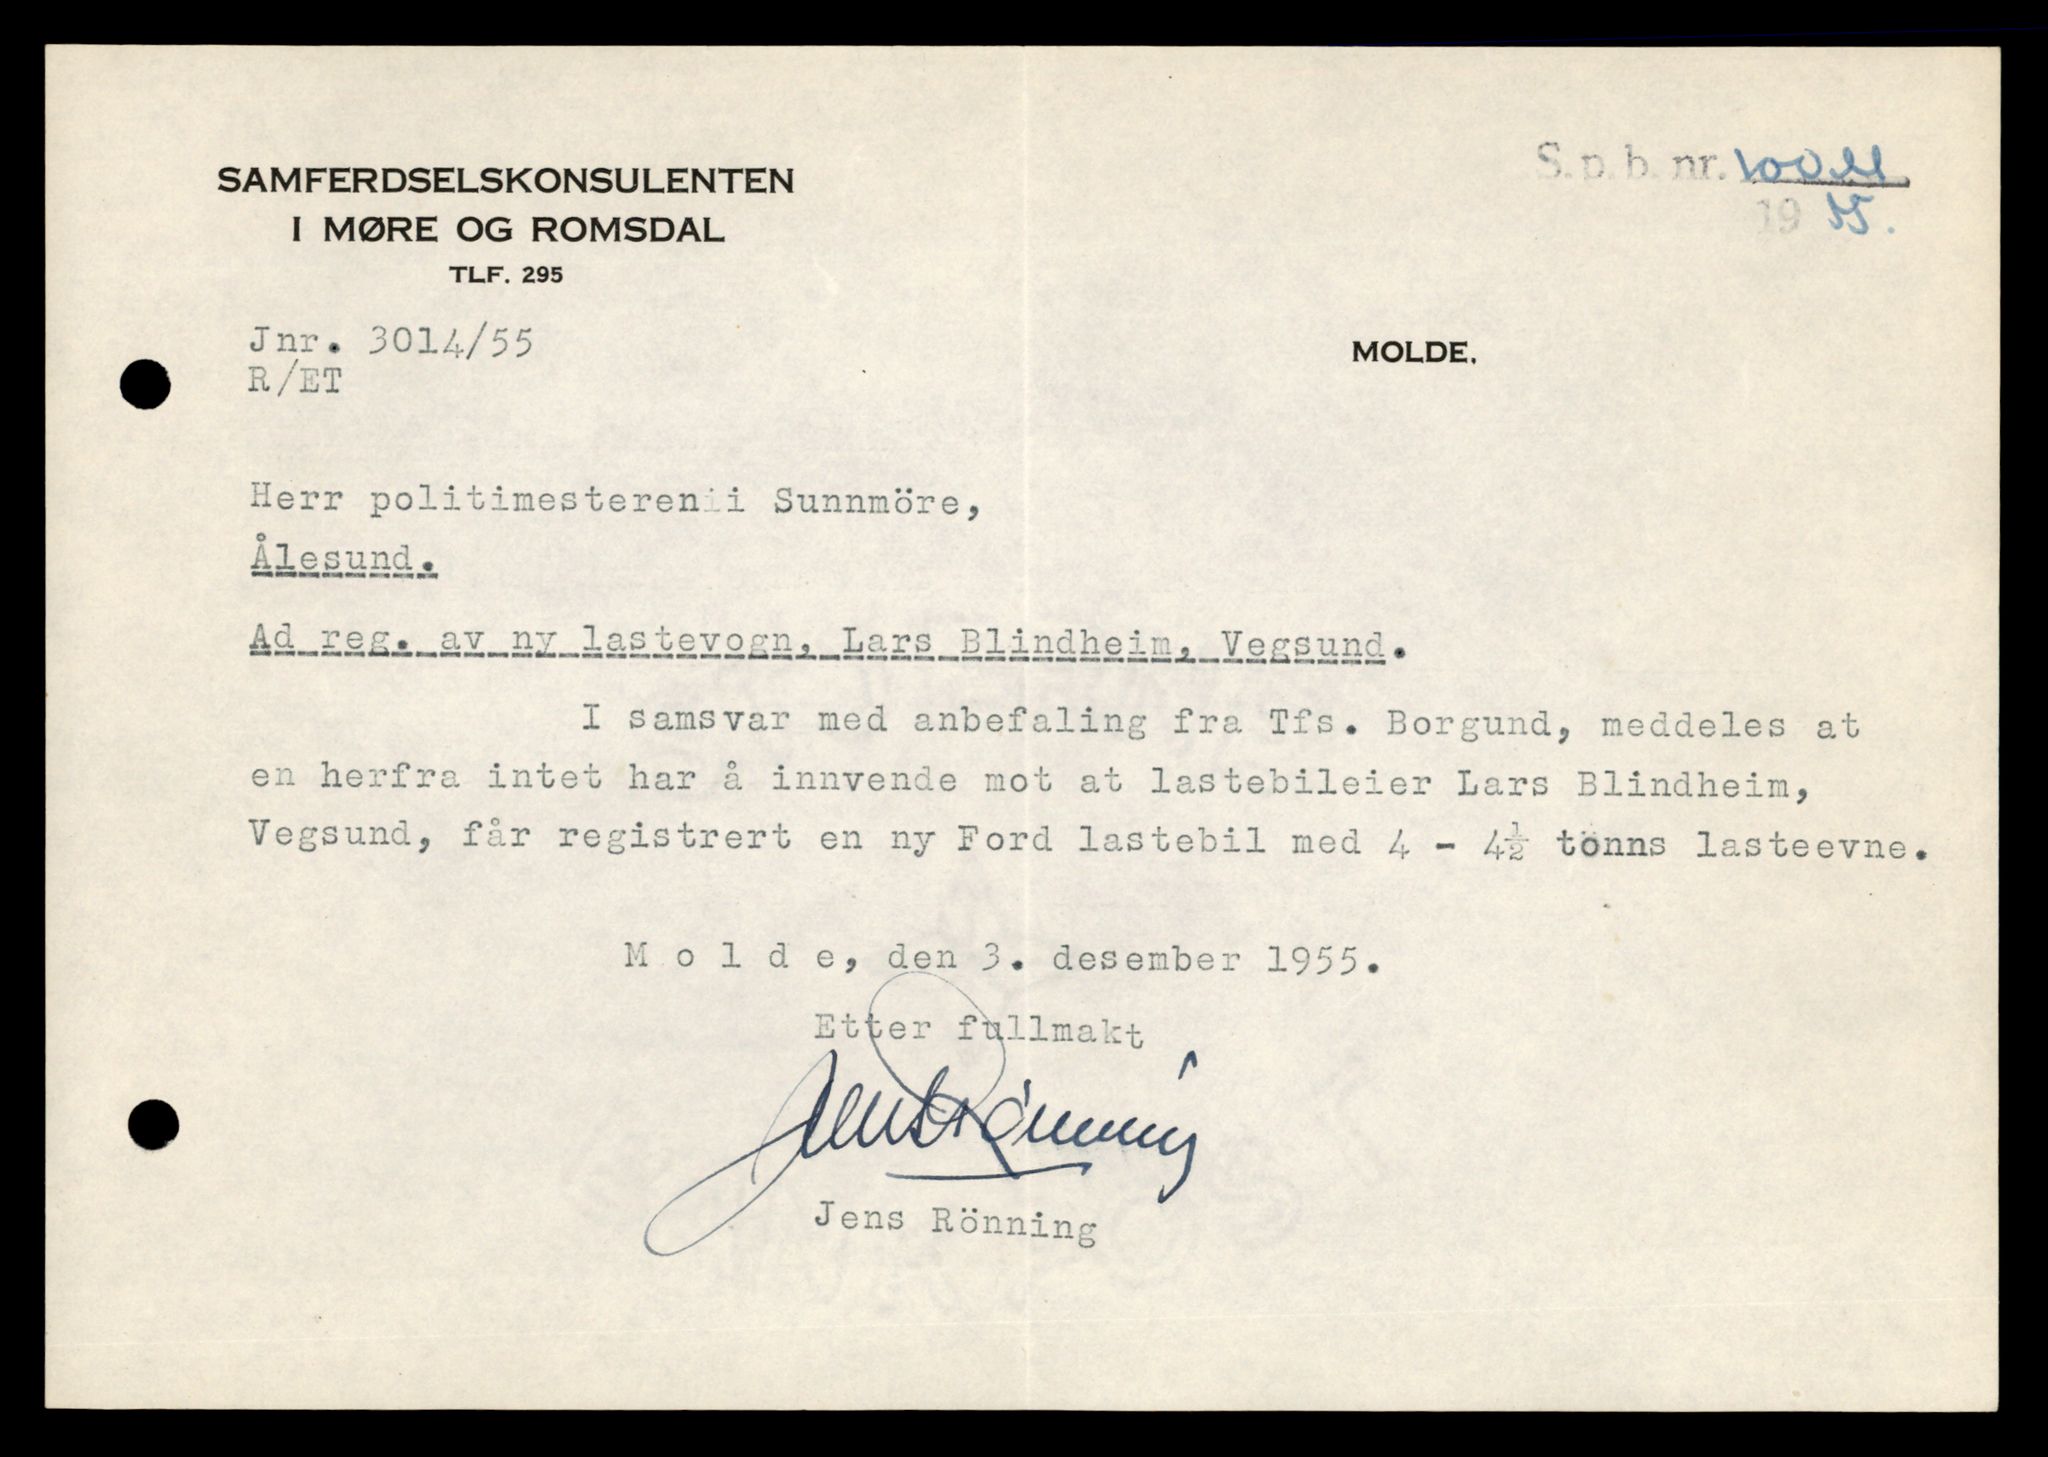 SAMFERDSELSKONSULENTEN
I MØRE OG ROMSDAL
TLF. 295
S. p. b. nr.
19 55.
Jnr. 3014/55
R/ET
MOLDE,
Herr politimesteren i i Sunnmöre,
Ålesund.
Ad reg. av ny lastevogn, Lars Blindheim, Vegsund.
I samsvar med anbefaling fra Tfs. Borgund, meddeles at
en herfra intet har å innvende mot at lastebileier Lars Blindheim,
Vegsund, får registrert en ny Ford lastebil med 4 - 4½ tönns lasteevne.
M o l d e, den 3. desember 1955.
Etter fullmakt
Jens Rønning
Jens Rönning